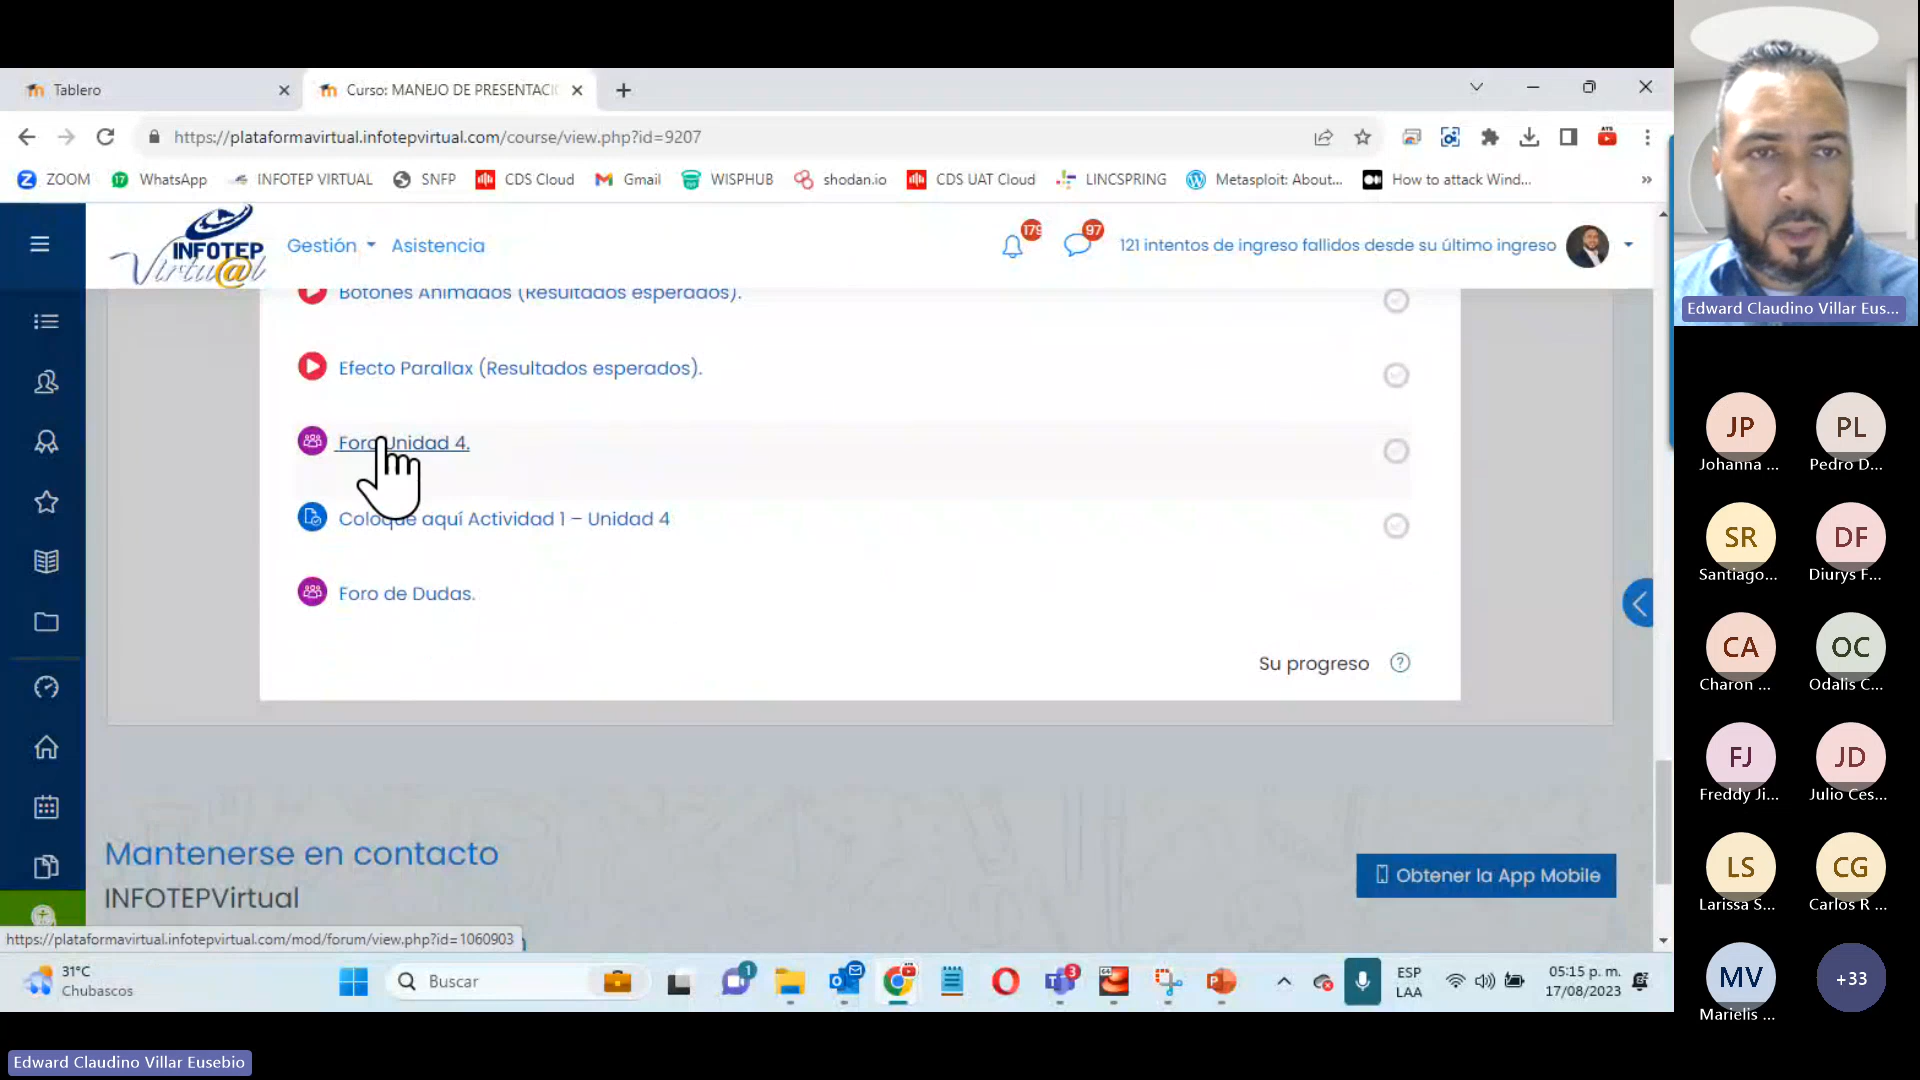 Tablero
Curso: MANEJO DE PRESENTACI
https://plataformavirtual.infotepvirtual.com/course/view.php?id=9207
ZOOM
17
WhatsApp
INFOTEP VIRTUAL
SNFP
CDS Cloud
Gmail
WISPHUB
shodan.io
CDS UAT Cloud
LINCSPRING
Metasploit: About...
How to attack Wind...
»
INFOTEP
Virtu@l
Gestión
Asistencia
179
97
121 intentos de ingreso fallidos desde su último ingreso
Botones Animados (Resultados esperados).
Efecto Parallax (Resultados esperados).
Foro Unidad 4.
Coloque aquí Actividad 1 – Unidad 4
Foro de Dudas.
Su progreso
Mantenerse en contacto
INFOTEPVirtual
Obtener la App Mobile
https://plataformavirtual.infotepvirtual.com/mod/forum/view.php?id=1060903
31°C
Chubascos
Buscar
1
3
ESP
LAA
05:15 p. m.
17/08/2023
Edward Claudino Villar Eus...
JP
Johanna ...
PL
Pedro D...
SR
Santiago...
DF
Diurys F...
CA
Charon ...
OC
Odalis C...
FJ
Freddy Ji...
JD
Julio Ces...
LS
Larissa S...
CG
Carlos R ...
MV
Marielis ...
+33
Edward Claudino Villar Eusebio